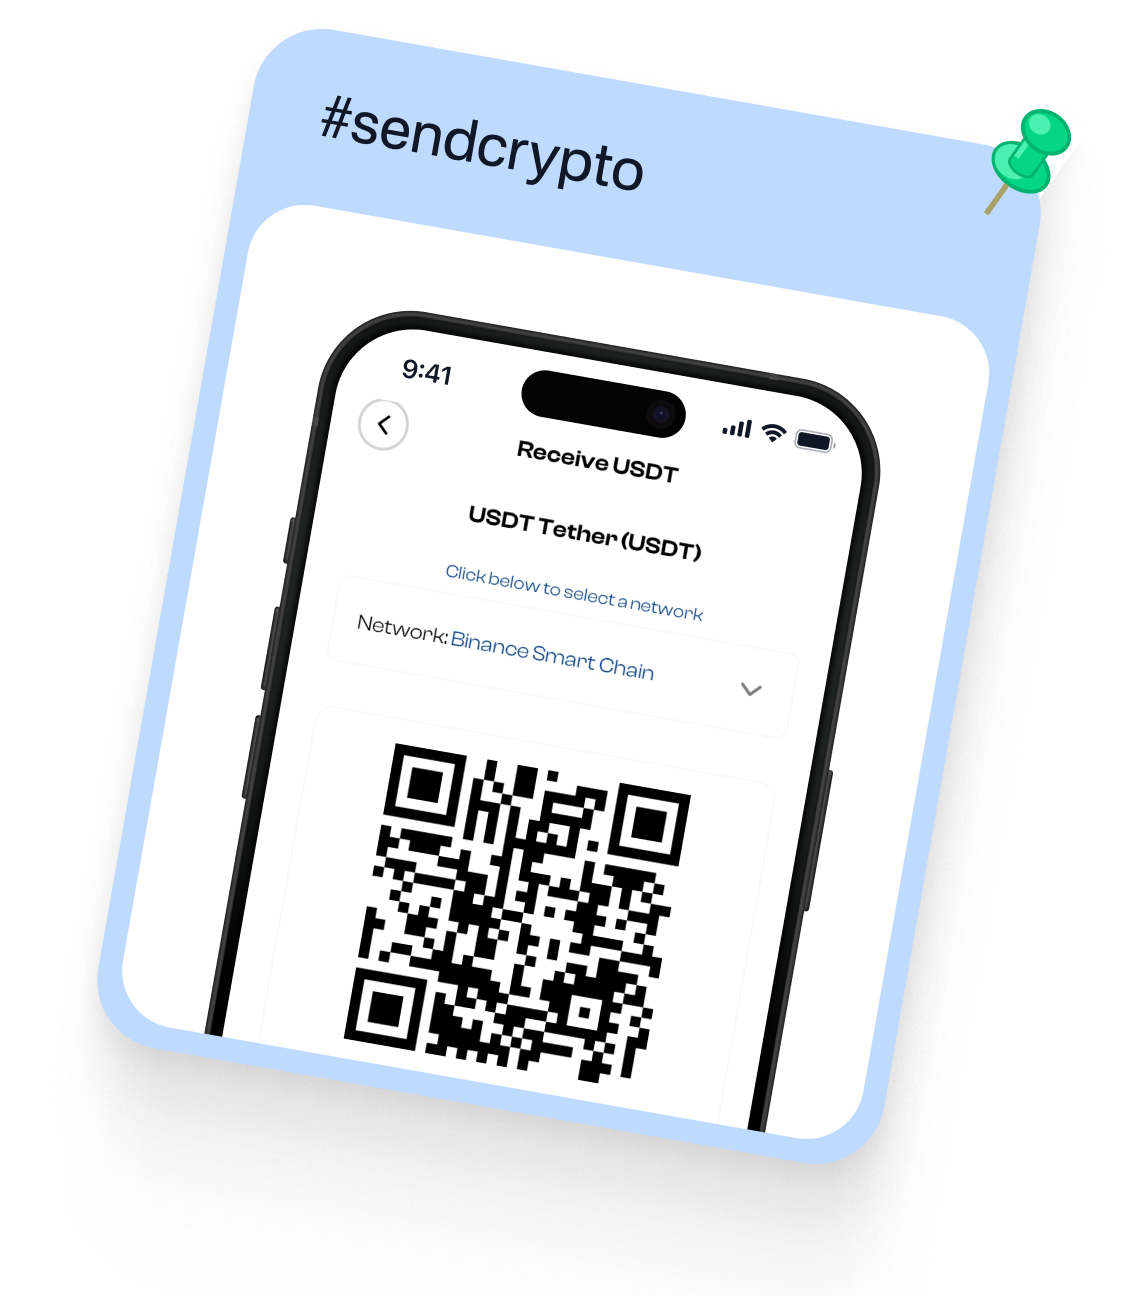 #sendcrypto
9:41
Receive USDT
USDT Tether (USDT)
Click below to select a network
Network: Binance Smart Chain